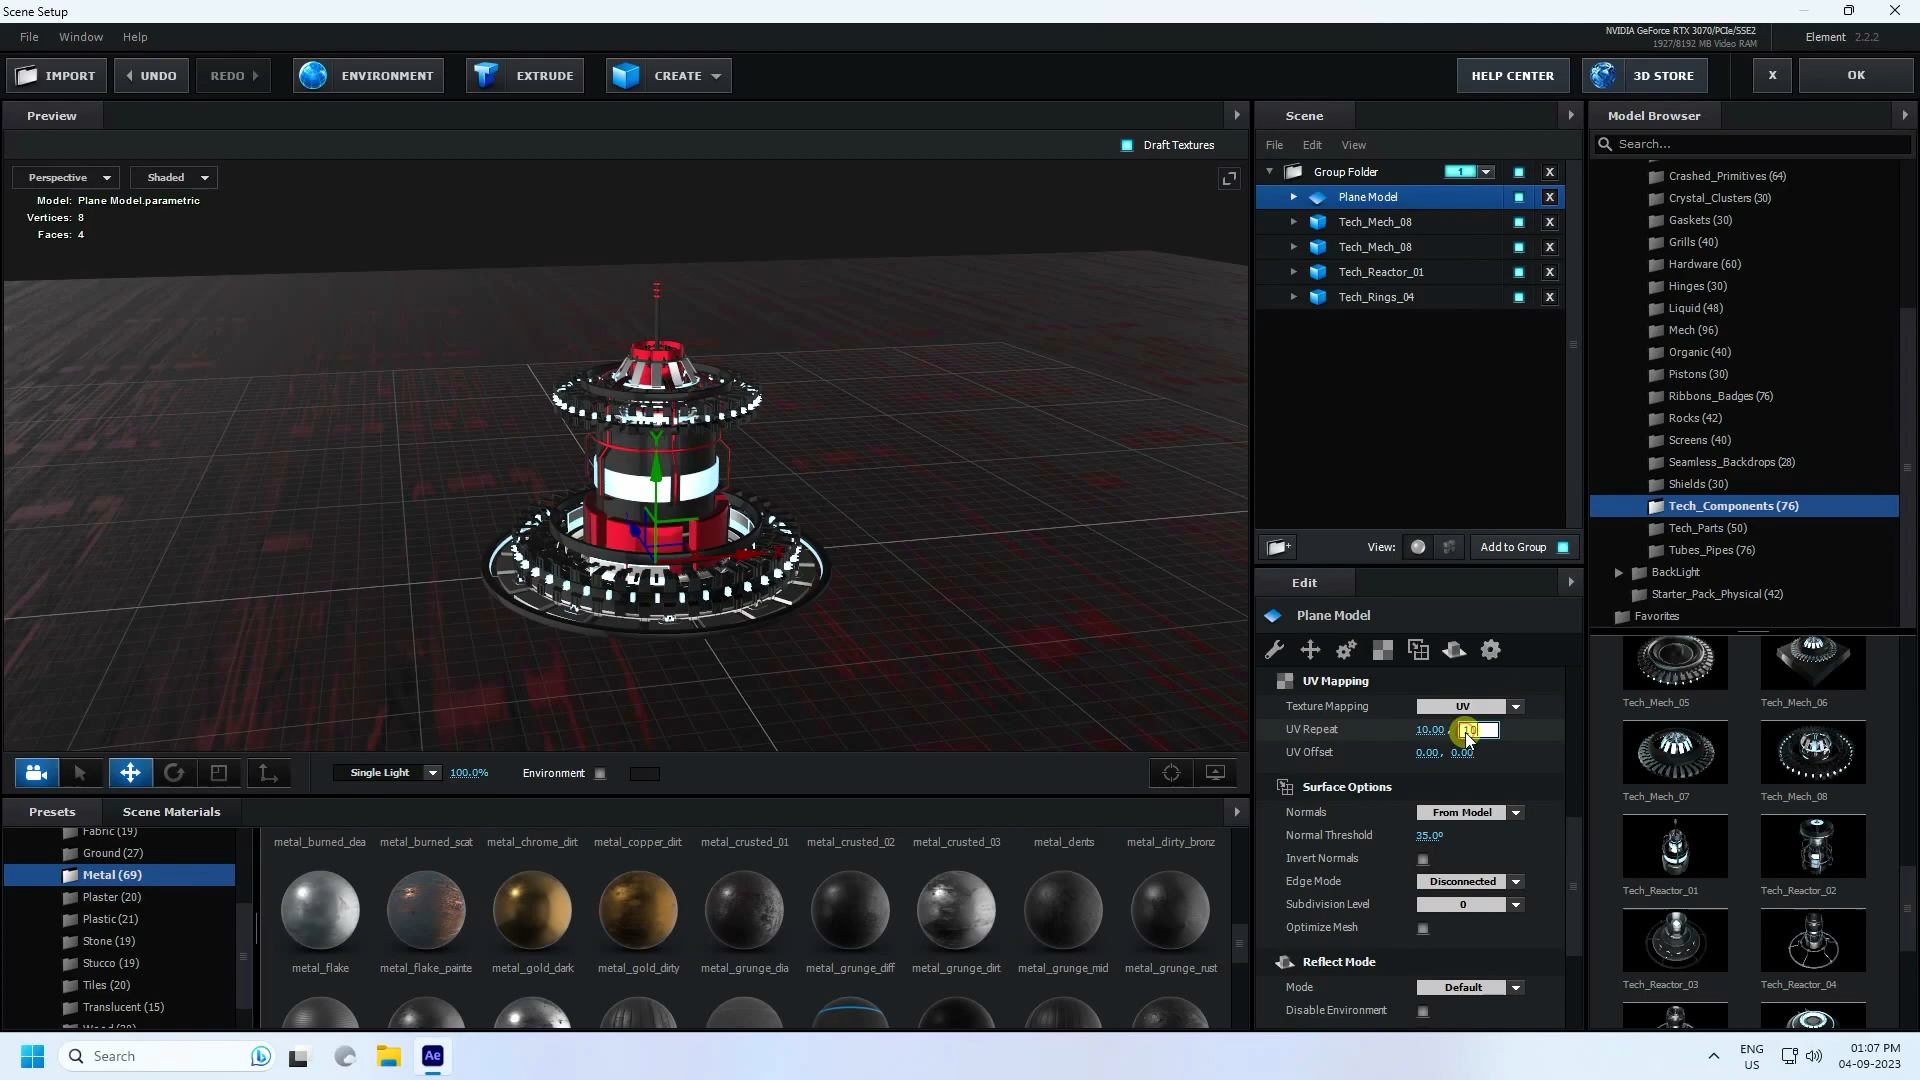 Scene Setup
File Window Help
NVIDIA GeForce RTX 3070/PCIe/SSE2
1927/8192 MB Video RAM
Element 2.2.2
IMPORT UNDO REDO ENVIRONMENT EXTRUDE CREATE HELP CENTER 3D STORE X OK
Preview
Draft Textures
Perspective Shaded
Model: Plane Model.parametric
Vertices: 8
Faces: 4
Y
X
Single Light 100.0% Environment
Scene
File Edit View
Group Folder 1 X
Plane Model X
Tech_Mech_08 X
Tech_Mech_08 X
Tech_Reactor_01 X
Tech_Rings_04 X
View: Add to Group
Edit
Plane Model
UV Mapping
Texture Mapping UV
UV Repeat 10.00, 10
UV Offset 0.00, 0.00
Surface Options
Normals From Model
Normal Threshold 35.0º
Invert Normals
Edge Mode Disconnected
Subdivision Level 0
Optimize Mesh
Reflect Mode
Mode Default
Disable Environment
Model Browser
Search...
Crashed_Primitives (64)
Crystal_Clusters (30)
Gaskets (30)
Grills (40)
Hardware (60)
Hinges (30)
Liquid (48)
Mech (96)
Organic (40)
Pistons (30)
Ribbons_Badges (76)
Rocks (42)
Screens (40)
Seamless_Backdrops (28)
Shields (30)
Tech_Components (76)
Tech_Parts (50)
Tubes_Pipes (76)
BackLight
Starter_Pack_Physical (42)
Favorites
Tech_Mech_05 Tech_Mech_06
Tech_Mech_07 Tech_Mech_08
Tech_Reactor_01 Tech_Reactor_02
Tech_Reactor_03 Tech_Reactor_04
Presets Scene Materials
Fabric (19)
Ground (27)
Metal (69)
Plaster (20)
Plastic (21)
Stone (19)
Stucco (19)
Tiles (20)
Translucent (15)
metal_burned_dea metal_burned_scat metal_chrome_dirt metal_copper_dirt metal_crusted_01 metal_crusted_02 metal_crusted_03 metal_dents metal_dirty_bronz
metal_flake metal_flake_painte metal_gold_dark metal_gold_dirty metal_grunge_dia metal_grunge_diff metal_grunge_dirt metal_grunge_mid metal_grunge_rust
Search Ae ENG
US
01:07 PM
04-09-2023